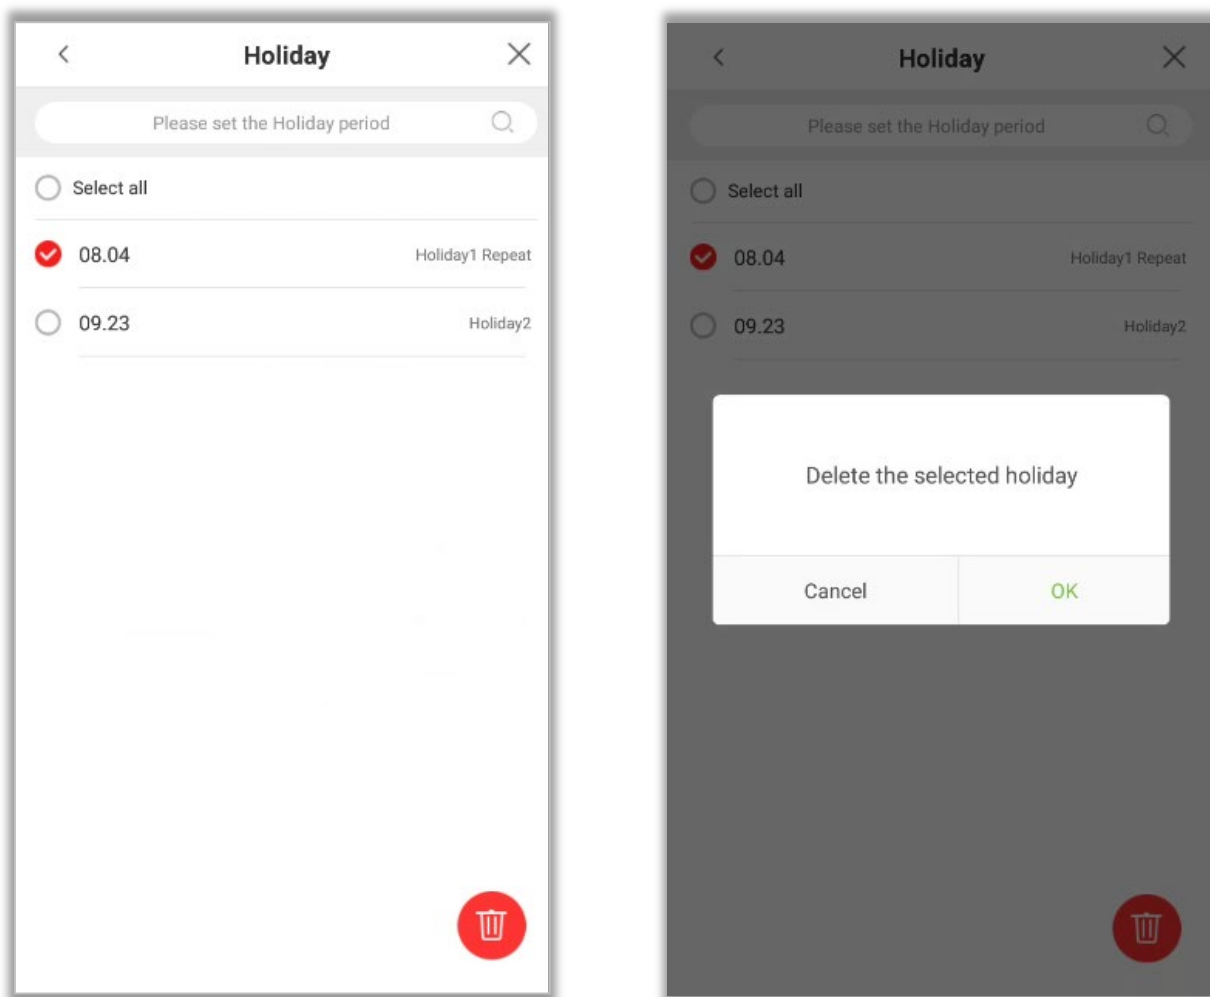 Holiday
Please set the Holiday period
Select all
08.04 Holiday1 Repeat
09.23 Holiday2
Holiday
Please set the Holiday period
Select all
08.04 Holiday1 Repeat
09.23 Holiday2
Delete the selected holiday
Cancel OK